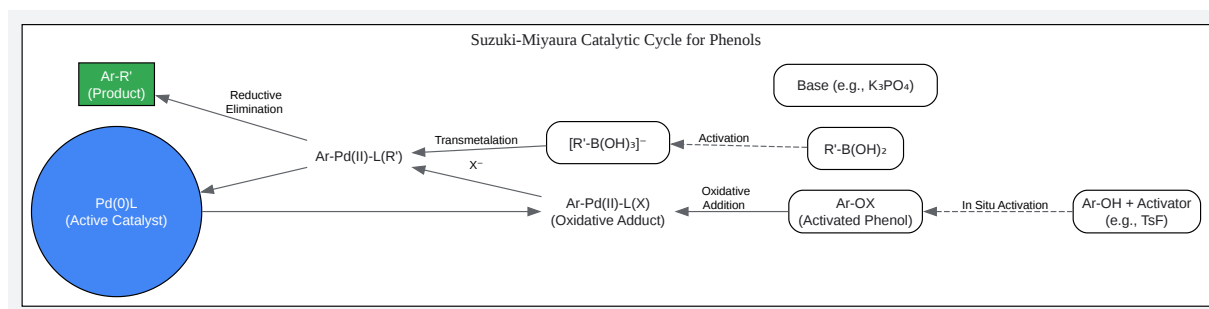 Suzuki-Miyaura Catalytic Cycle for Phenols
Ar-R'
(Product)
Reductive
Elimination
Base (e.g., K₃PO₄)
Transmetalation
[R'-B(OH)₃]⁻
Activation
R'-B(OH)₂
Ar-Pd(II)-L(R')
X⁻
Pd(0)L
(Active Catalyst)
Ar-Pd(II)-L(X)
(Oxidative Adduct)
Oxidative
Addition
Ar-OX
(Activated Phenol)
In Situ Activation
Ar-OH + Activator
(e.g., TsF)